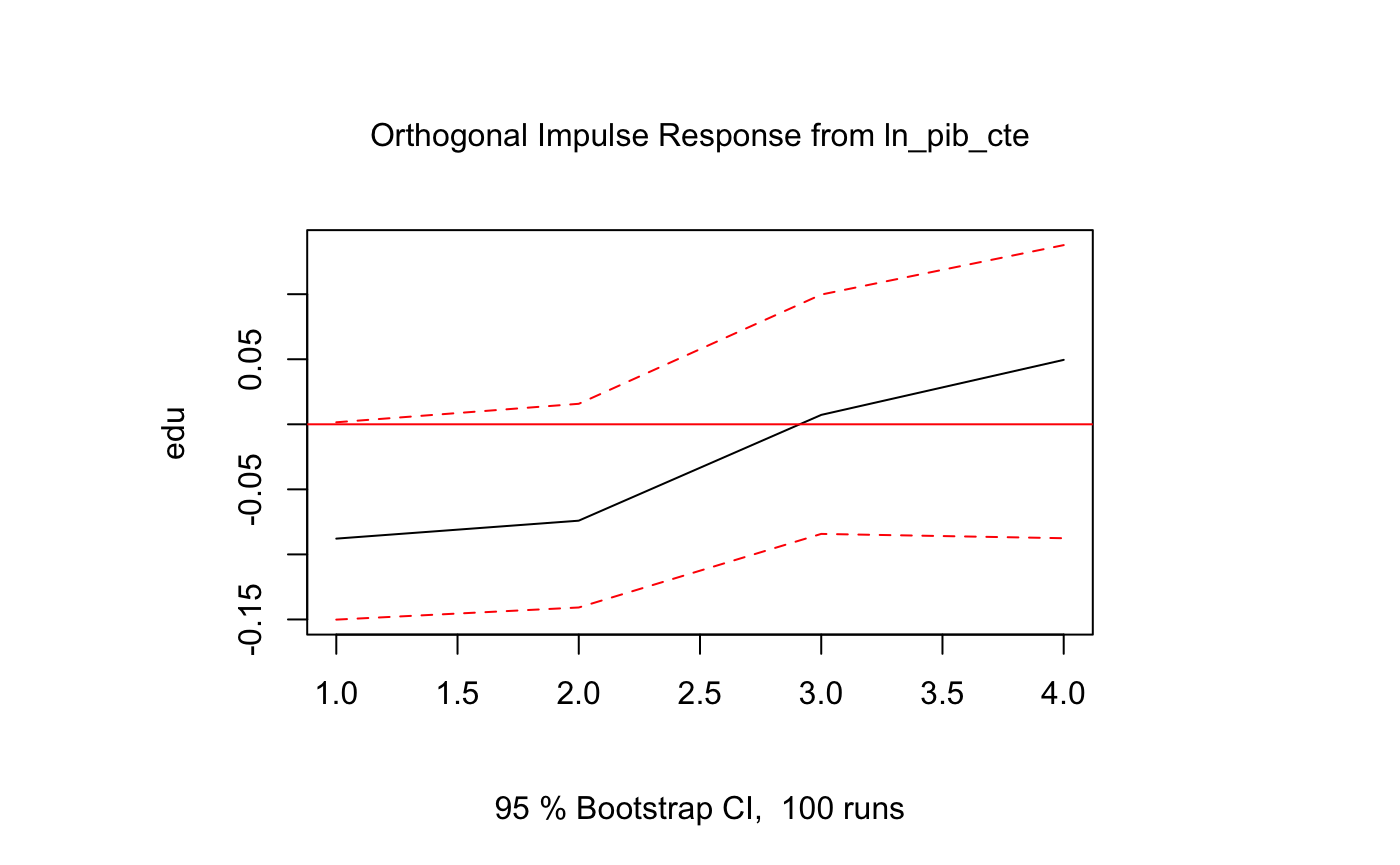 Orthogonal Impulse Response from ln_pib_cte
edu
0.05
-0.05
-0.15
1.0 1.5 2.0 2.5 3.0 3.5 4.0
95 % Bootstrap CI,  100 runs